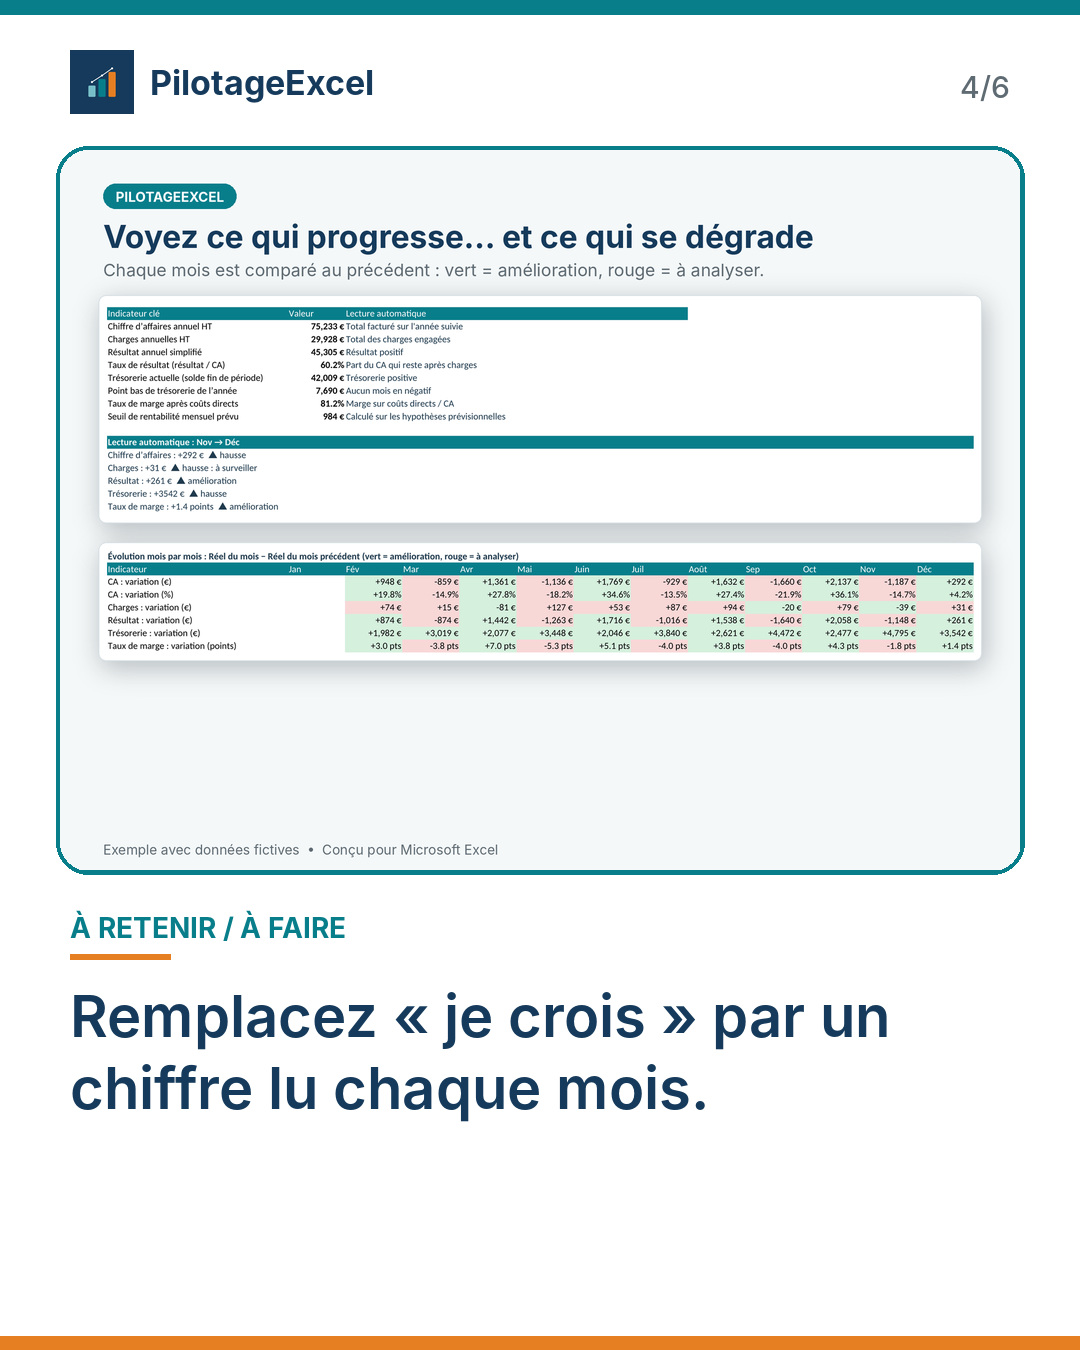 PilotageExcel
4/6
PILOTAGEEXCEL
Voyez ce qui progresse... et ce qui se dégrade
Chaque mois est comparé au précédent : vert = amélioration, rouge = à analyser.
Indicateur clé Valeur Lecture automatique
Chiffre d'affaires annuel HT 75,233 € Total facturé sur l'année suivie
Charges annuelles HT 29,928 € Total des charges engagées
Résultat annuel simplifié 45,305 € Résultat positif
Taux de résultat (résultat / CA) 60.2% Part du CA qui reste après charges
Trésorerie actuelle (solde fin de période) 42,009 € Trésorerie positive
Point bas de trésorerie de l'année 7,690 € Aucun mois en négatif
Taux de marge après coûts directs 81.2% Marge sur coûts directs / CA
Seuil de rentabilité mensuel prévu 984 € Calculé sur les hypothèses prévisionnelles
Lecture automatique : Nov → Déc
Chiffre d'affaires : +292 € ▲ hausse
Charges : +31 € ▲ hausse : à surveiller
Résultat : +261 € ▲ amélioration
Trésorerie : +3542 € ▲ hausse
Taux de marge : +1.4 points ▲ amélioration
Évolution mois par mois : Réel du mois − Réel du mois précédent (vert = amélioration, rouge = à analyser)
Indicateur Jan Fév Mar Avr Mai Juin Juil Août Sep Oct Nov Déc
CA : variation (€) +948 € -859 € +1,361 € -1,136 € +1,769 € -929 € +1,632 € -1,660 € +2,137 € -1,187 € +292 €
CA : variation (%) +19.8% -14.9% +27.8% -18.2% +34.6% -13.5% +27.4% -21.9% +36.1% -14.7% +4.2%
Charges : variation (€) +74 € +15 € -81 € +127 € +53 € +87 € +94 € -20 € +79 € -39 € +31 €
Résultat : variation (€) +874 € -874 € +1,442 € -1,263 € +1,716 € -1,016 € +1,538 € -1,640 € +2,058 € -1,148 € +261 €
Trésorerie : variation (€) +1,982 € +3,019 € +2,077 € +3,448 € +2,046 € +3,840 € +2,621 € +4,472 € +2,477 € +4,795 € +3,542 €
Taux de marge : variation (points) +3.0 pts -3.8 pts +7.0 pts -5.3 pts +5.1 pts -4.0 pts +3.8 pts -4.0 pts +4.3 pts -1.8 pts +1.4 pts
Exemple avec données fictives • Conçu pour Microsoft Excel
À RETENIR / À FAIRE
Remplacez « je crois » par un
chiffre lu chaque mois.